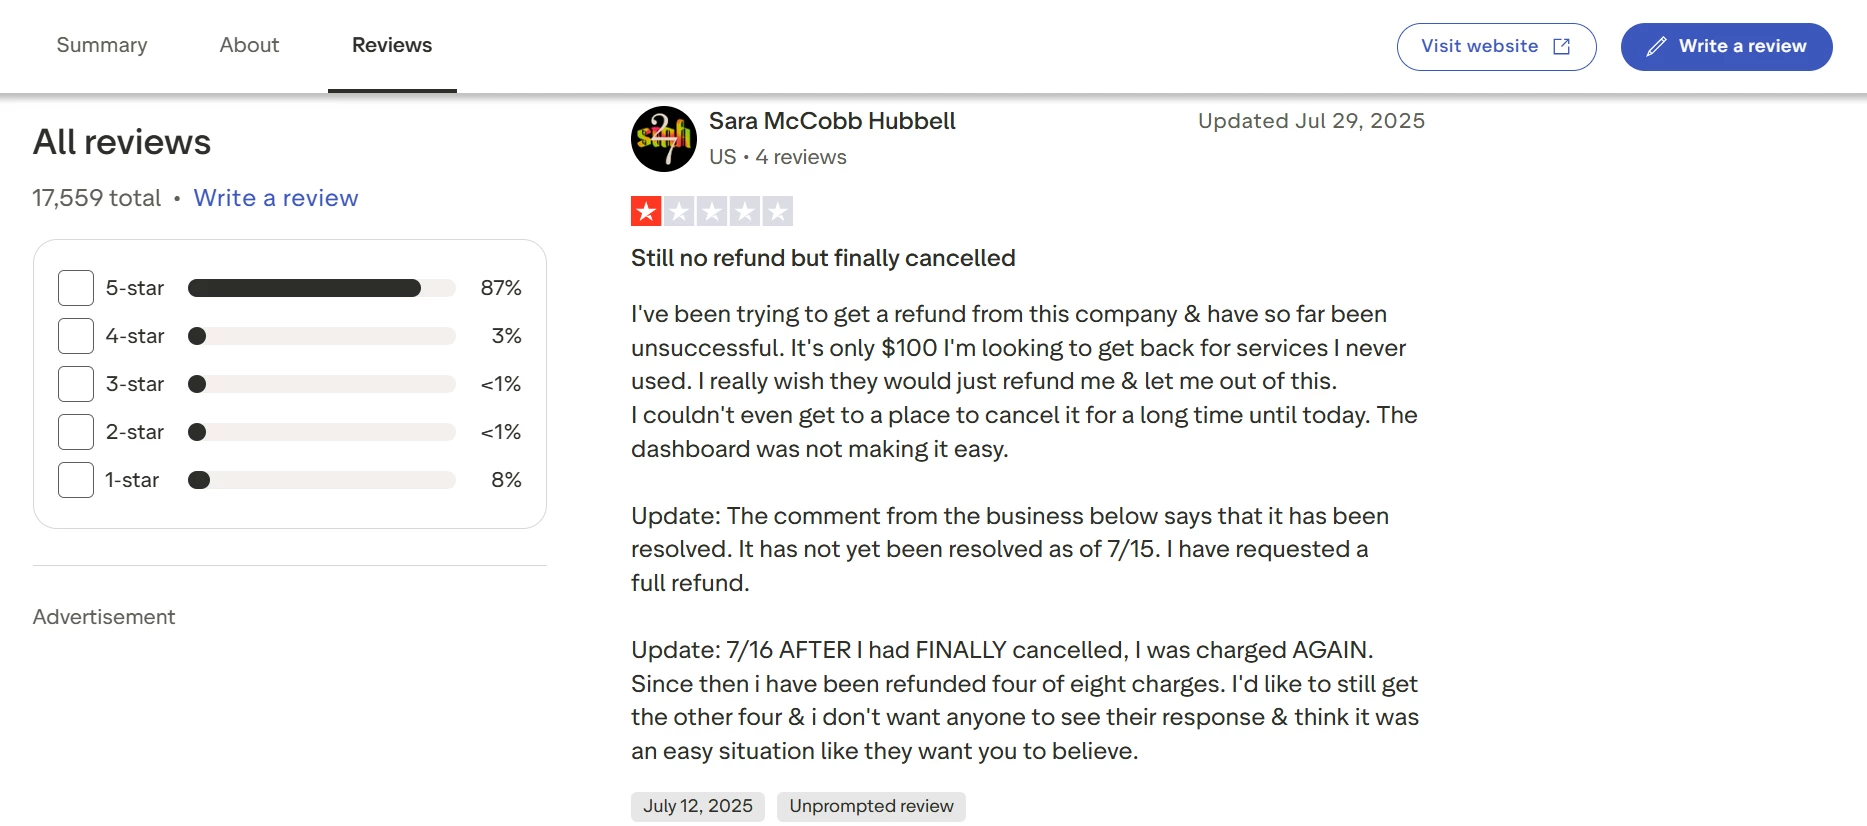 Summary
About
Reviews
Visit website
Write a review
All reviews
17,559 total • Write a review
5-star 87%
4-star 3%
3-star <1%
2-star <1%
1-star 8%
Advertisement
Sara McCobb Hubbell
US • 4 reviews
Updated Jul 29, 2025
Still no refund but finally cancelled
I've been trying to get a refund from this company & have so far been
unsuccessful. It's only $100 I'm looking to get back for services I never
used. I really wish they would just refund me & let me out of this.
I couldn't even get to a place to cancel it for a long time until today. The
dashboard was not making it easy.
Update: The comment from the business below says that it has been
resolved. It has not yet been resolved as of 7/15. I have requested a
full refund.
Update: 7/16 AFTER I had FINALLY cancelled, I was charged AGAIN.
Since then i have been refunded four of eight charges. I'd like to still get
the other four & i don't want anyone to see their response & think it was
an easy situation like they want you to believe.
July 12, 2025
Unprompted review